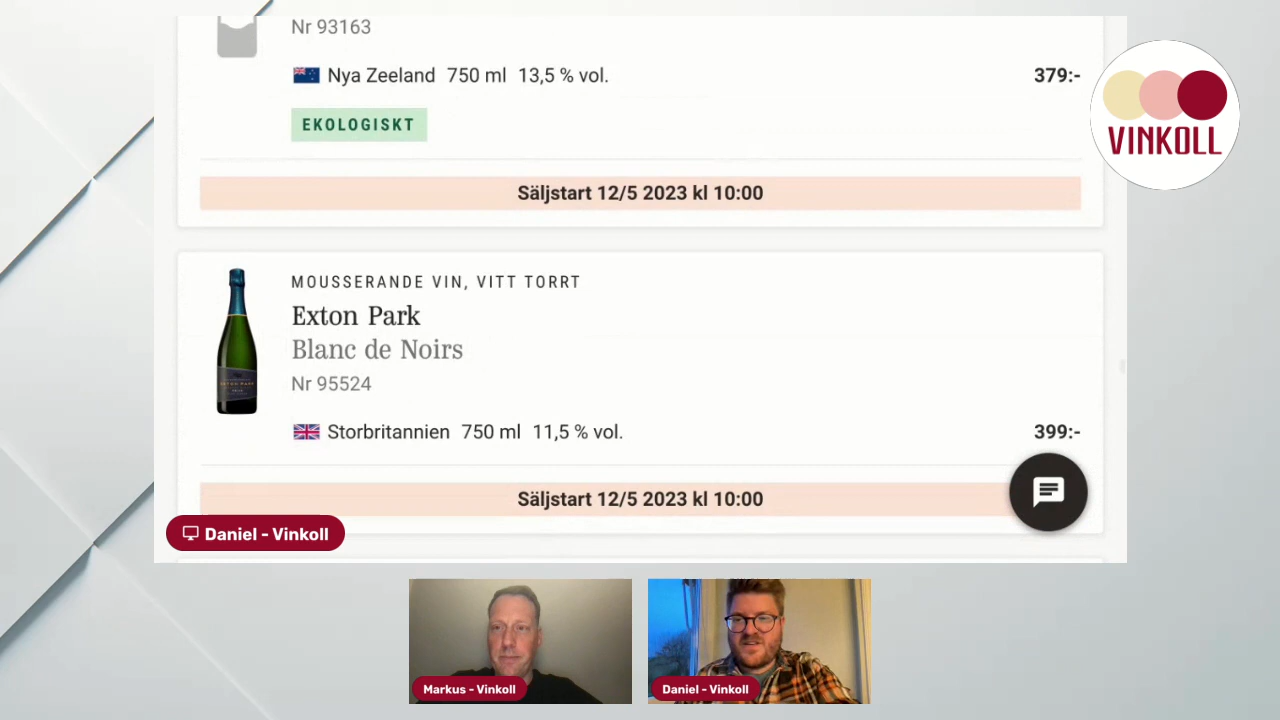 Nr 93163
Nya Zeeland 750 ml 13,5 % vol.
379:-
EKOLOGISKT
Säljstart 12/5 2023 kl 10:00
VINKOLL
MOUSSERANDE VIN, VITT TORRT
Exton Park
Blanc de Noirs
Nr 95524
Storbritannien 750 ml 11,5 % vol.
399:-
Säljstart 12/5 2023 kl 10:00
Daniel - Vinkoll
Markus - Vinkoll
Daniel - Vinkoll